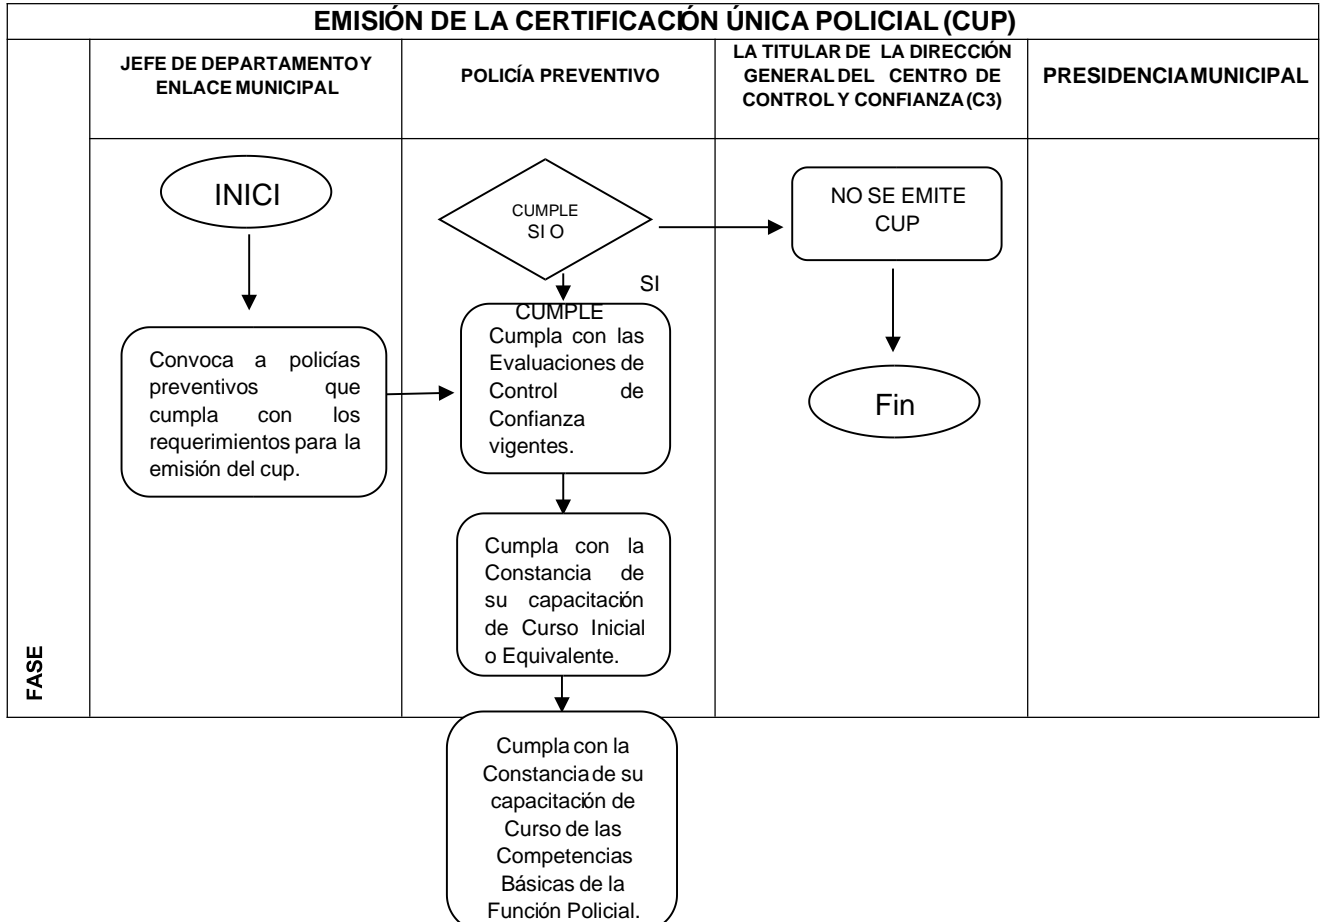 EMISIÓN DE LA CERTIFICACIÓN ÚNICA POLICIAL (CUP)
JEFE DE DEPARTAMENTO Y
ENLACE MUNICIPAL
POLICÍA PREVENTIVO
LA TITULAR DE LA DIRECCIÓN
GENERAL DEL CENTRO DE
CONTROL Y CONFIANZA (C3)
PRESIDENCIA MUNICIPAL
FASE
INICI
Convoca a policías
preventivos que
cumpla con los
requerimientos para la
emisión del cup.
CUMPLE
SI O
SI
CUMPLE
Cumpla con las
Evaluaciones de
Control de
Confianza
vigentes.
Cumpla con la
Constancia de
su capacitación
de Curso Inicial
o Equivalente.
Cumpla con la
Constancia de su
capacitación de
Curso de las
Competencias
Básicas de la
Función Policial.
NO SE EMITE
CUP
Fin